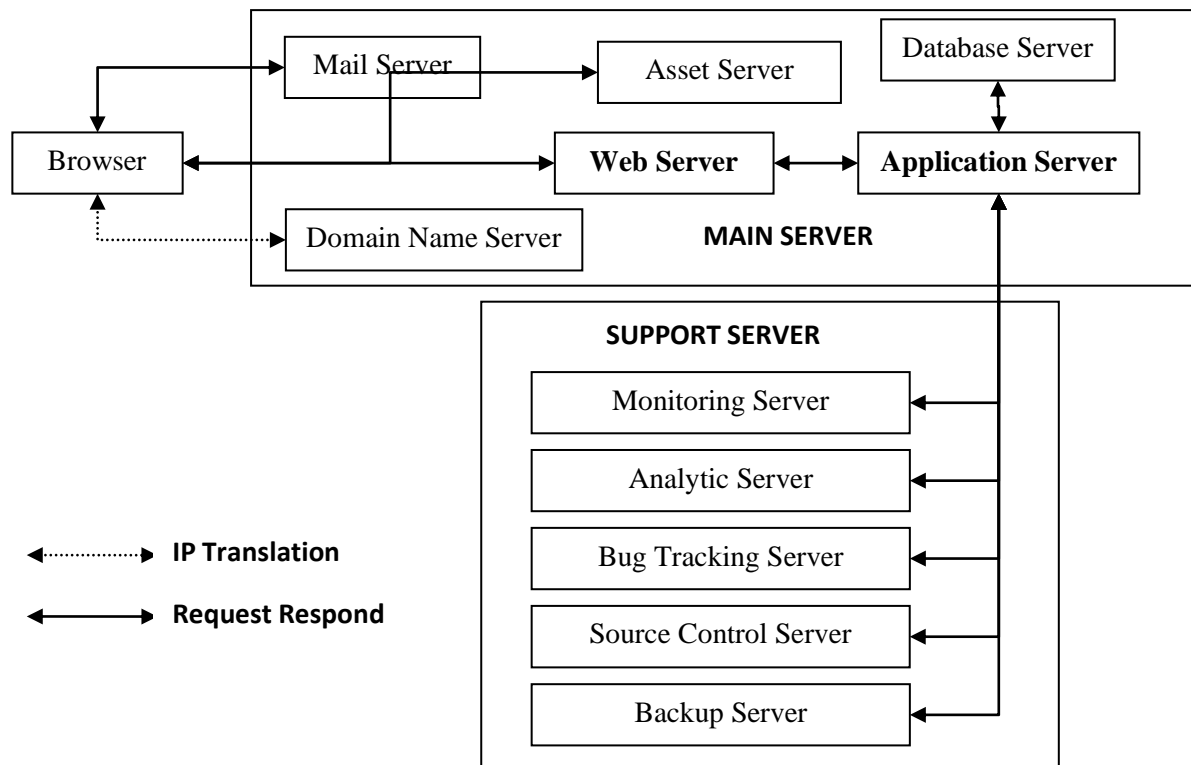 Mail Server
Asset Server
Database Server
Browser
Web Server
Application Server
Domain Name Server
MAIN SERVER
SUPPORT SERVER
Monitoring Server
Analytic Server
Bug Tracking Server
Source Control Server
Backup Server
IP Translation
Request Respond